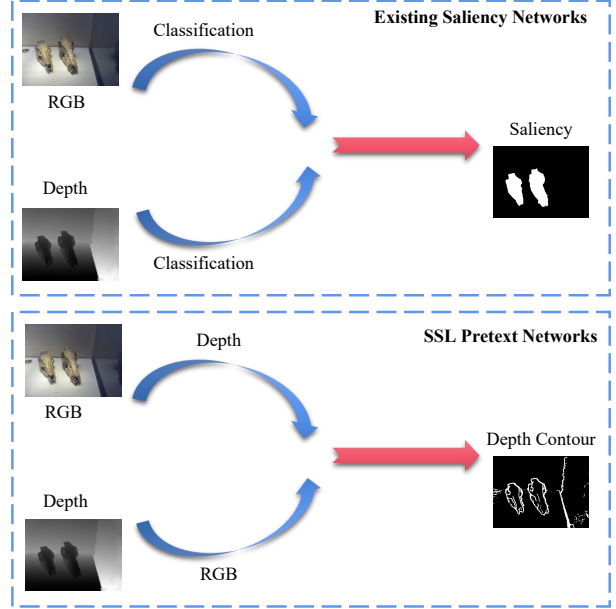 Existing Saliency Networks
Classification
RGB
Saliency
Depth
Classification
SSL Pretext Networks
Depth
RGB
Depth Contour
Depth
RGB